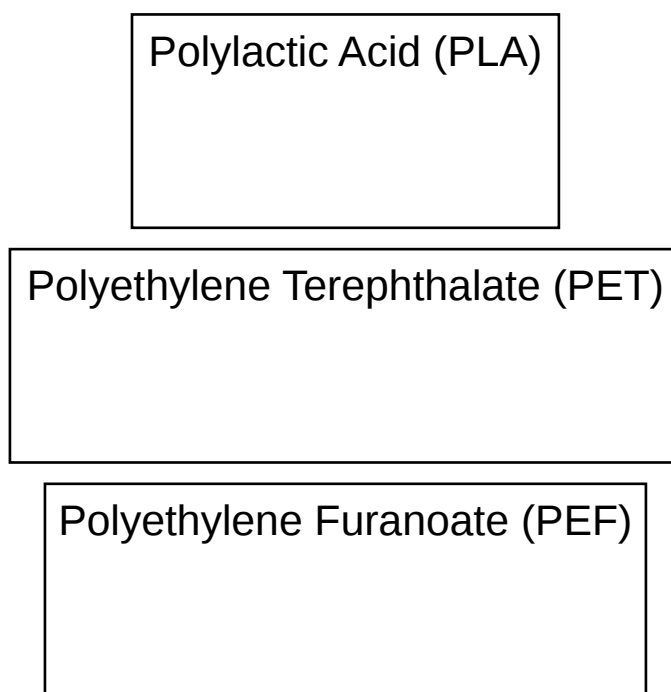 Polylactic Acid (PLA)
Polyethylene Terephthalate (PET)
Polyethylene Furanoate (PEF)